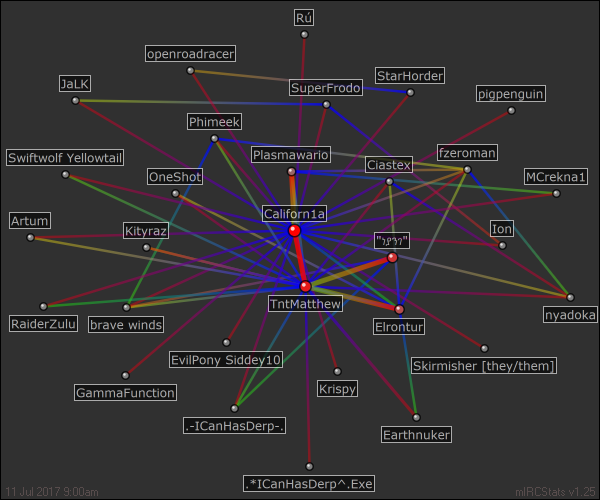 Rú
openroadracer
StarHorder
JaLK
SuperFrodo
pigpenguin
Phimeek
Plasmawario
fzeroman
Swiftwolf Yellowtail
Ciastex
OneShot
MCrekna1
Californ1a
Artum
Kityraz
Ion
TntMatthew
nyadoka
RaiderZulu
brave winds
Elrontur
EvilPony Siddey10
Skirmisher [they/them]
GammaFunction
Krispy
.-ICanHasDerp-.
Earthnuker
.*ICanHasDerp^.Exe
11 Jul 2017 9:00am
mIRCStats v1.25